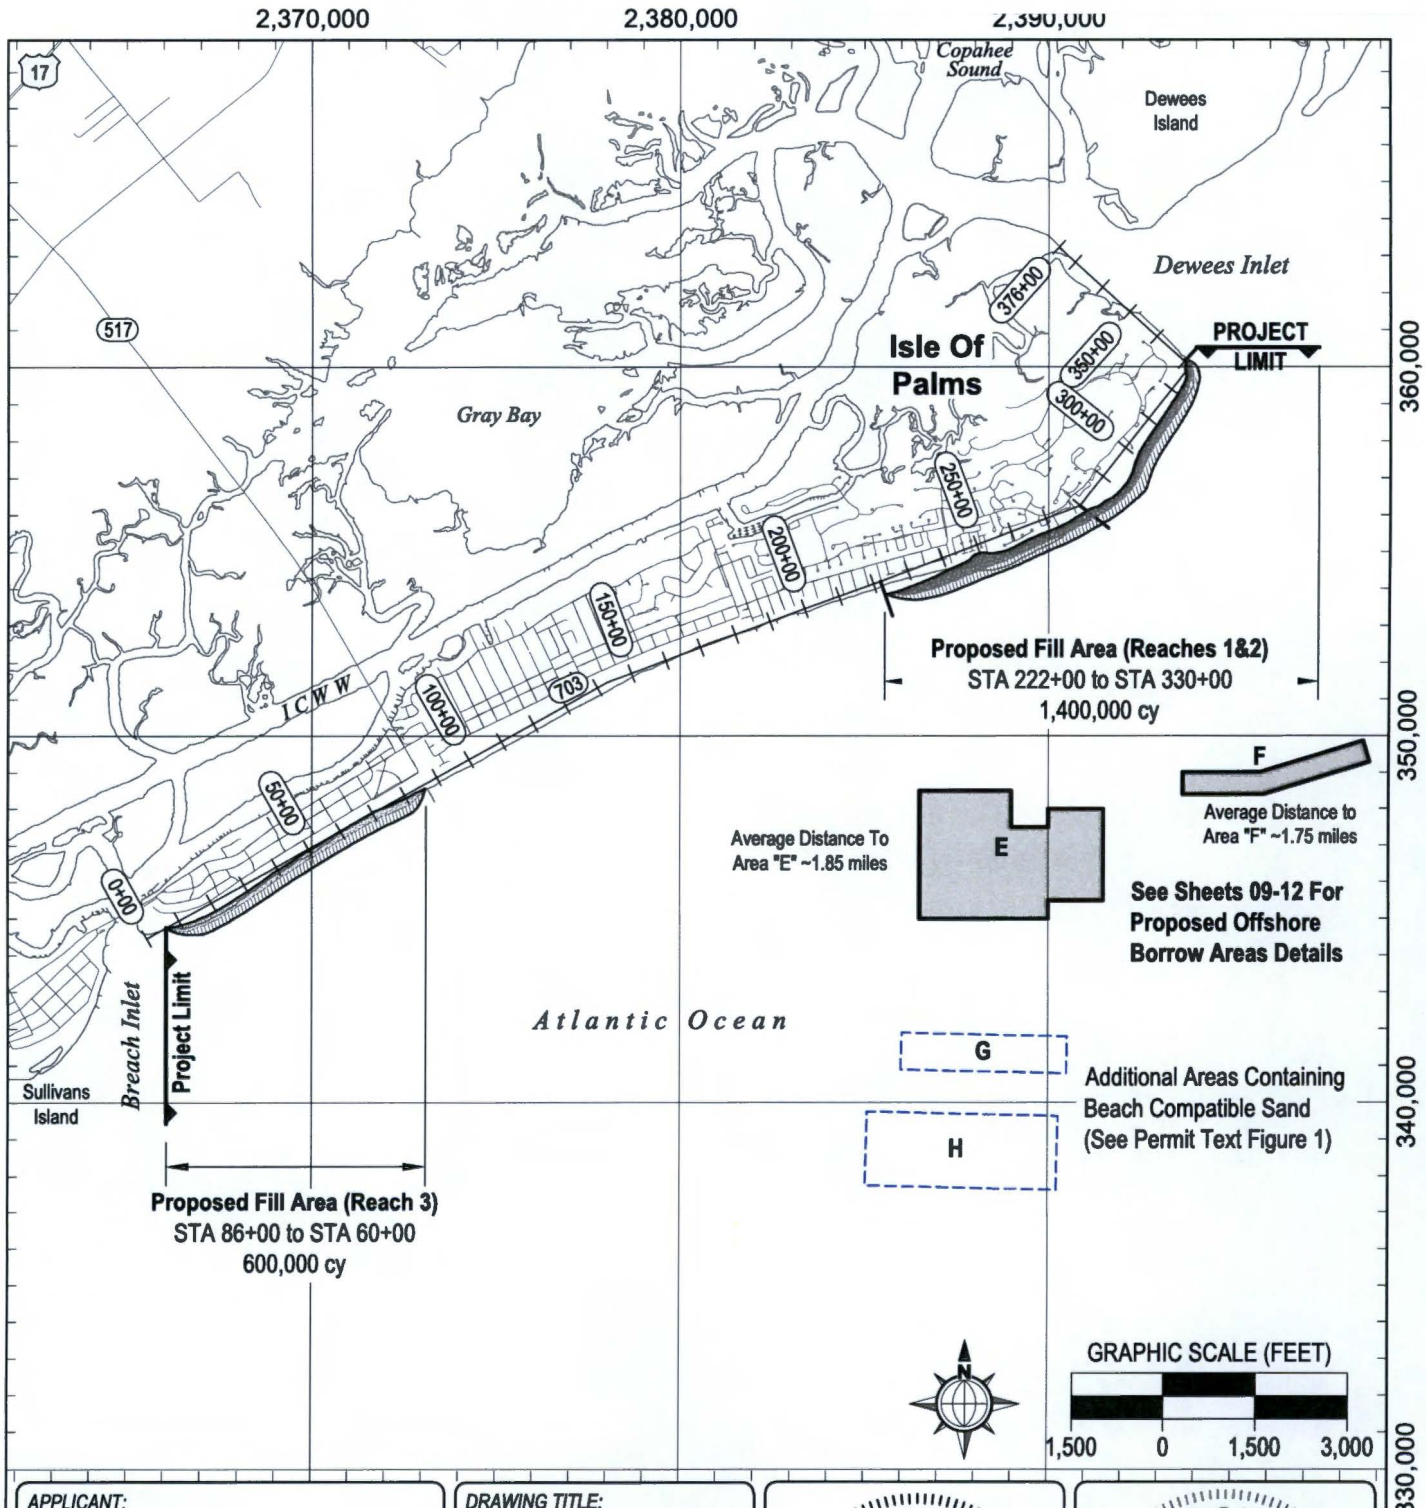 2,370,000
2,380,000
2,390,000
17
Copahee
Sound
Dewees
Island
Dewees Inlet
376+00
PROJECT
LIMIT
517
Isle Of
Palms
350+00
360,000
300+00
Gray Bay
250+00
200+00
150+00
Proposed Fill Area (Reaches 1&2)
STA 222+00 to STA 330+00
1,400,000 cy
703
ICWW
100+00
350,000
50+00
F
Average Distance to
Area "F" ~1.75 miles
Average Distance To
Area "E" ~1.85 miles
E
0+00
See Sheets 09-12 For
Proposed Offshore
Borrow Areas Details
Breach Inlet
Project Limit
Atlantic Ocean
G
Sullivans
Island
Additional Areas Containing
Beach Compatible Sand
(See Permit Text Figure 1)
340,000
H
Proposed Fill Area (Reach 3)
STA 86+00 to STA 60+00
600,000 cy
N
GRAPHIC SCALE (FEET)
1,500
0
1,500
3,000
330,000
APPLICANT:
DRAWING TITLE: